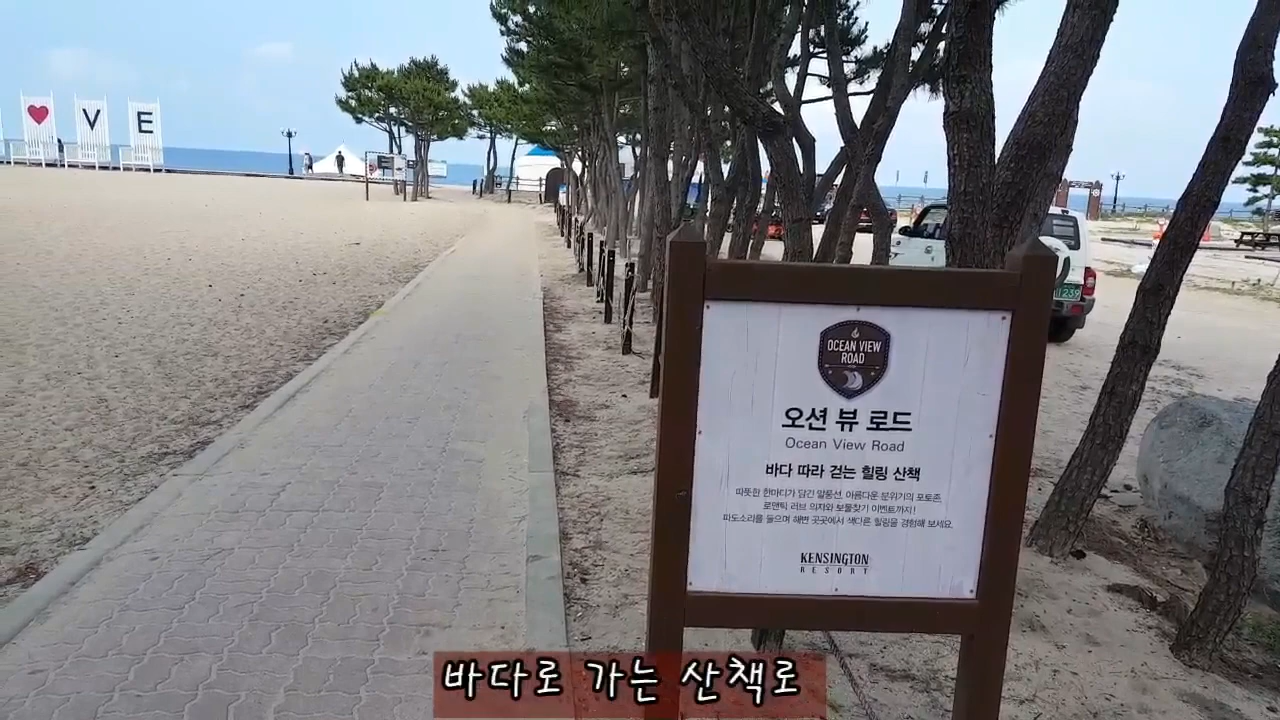 ♥ V E
OCEAN VIEW
ROAD
오션 뷰 로드
Ocean View Road
바다 따라 걷는 힐링 산책
따뜻한 한마디가 담긴 말풍선, 아름다운 분위기의 포토존,
로맨틱 러브 의자와 보물찾기 이벤트까지!
파도소리를 들으며 해변 곳곳에서 색다른 힐링을 경험해 보세요.
KENSINGTON
RESORT
1239
바다로 가는 산책로